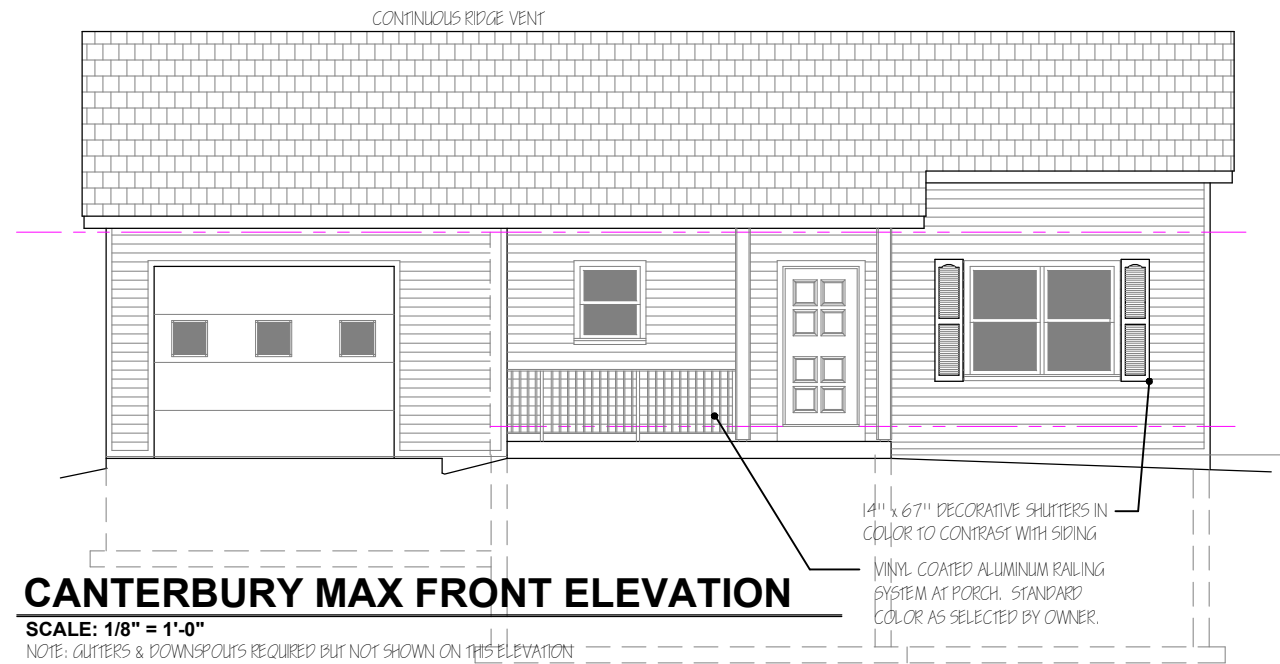 CONTINUOUS RIDGE VENT
14" x 67" DECORATIVE SHUTTERS IN
COLOR TO CONTRAST WITH SIDING
VINYL COATED ALUMINUM RAILING
SYSTEM AT PORCH. STANDARD
COLOR AS SELECTED BY OWNER.
CANTERBURY MAX FRONT ELEVATION
SCALE: 1/8" = 1'-0"
NOTE: GUTTERS & DOWNSPOUTS REQUIRED BUT NOT SHOWN ON THIS ELEVATION